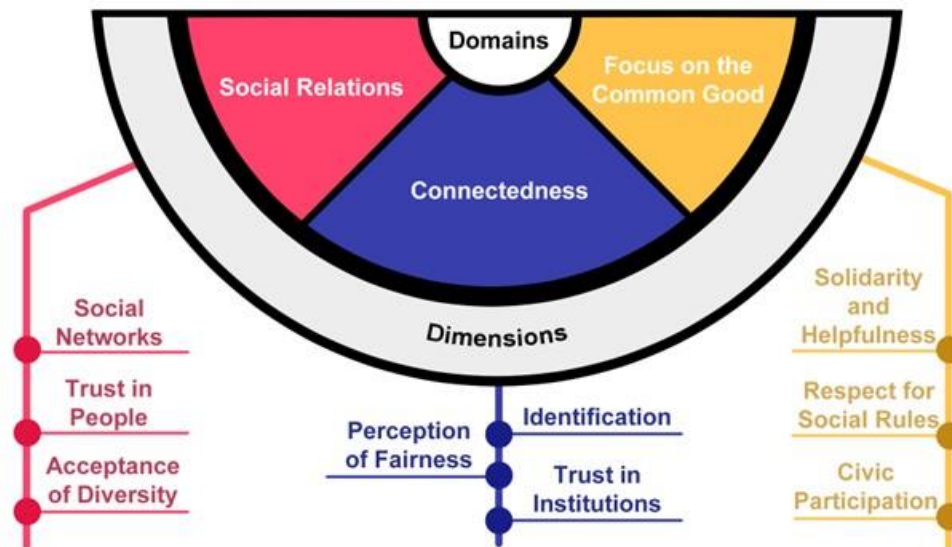 Domains
Social Relations
Focus on the
Common Good
Connectedness
Dimensions
Social
Networks
Trust in
People
Acceptance
of Diversity
Identification
Perception
of Fairness
Trust in
Institutions
Solidarity
and
Helpfulness
Respect for
Social Rules
Civic
Participation